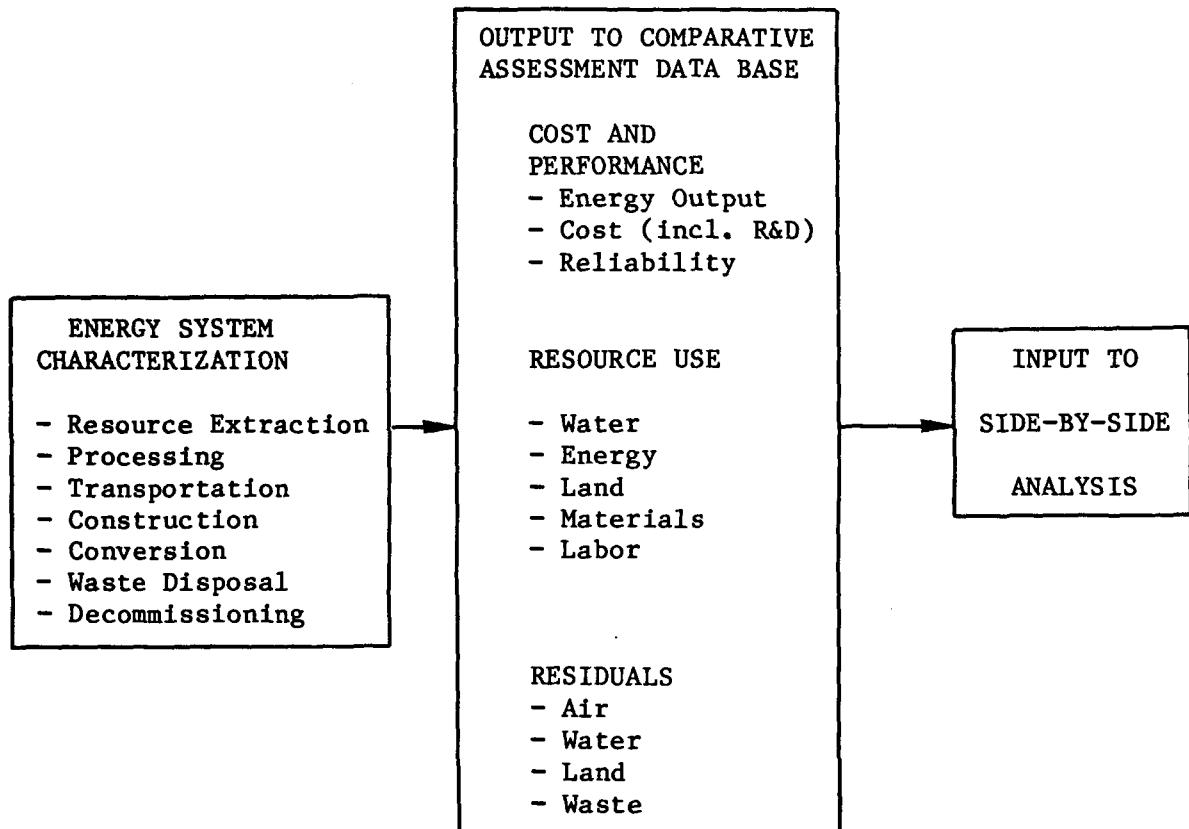 ENERGY SYSTEM
CHARACTERIZATION
- Resource Extraction
- Processing
- Transportation
- Construction
- Conversion
- Waste Disposal
- Decommissioning
OUTPUT TO COMPARATIVE
ASSESSMENT DATA BASE
COST AND
PERFORMANCE
- Energy Output
- Cost (incl. R&D)
- Reliability
RESOURCE USE
- Water
- Energy
- Land
- Materials
- Labor
RESIDUALS
- Air
- Water
- Land
- Waste
INPUT TO
SIDE-BY-SIDE
ANALYSIS